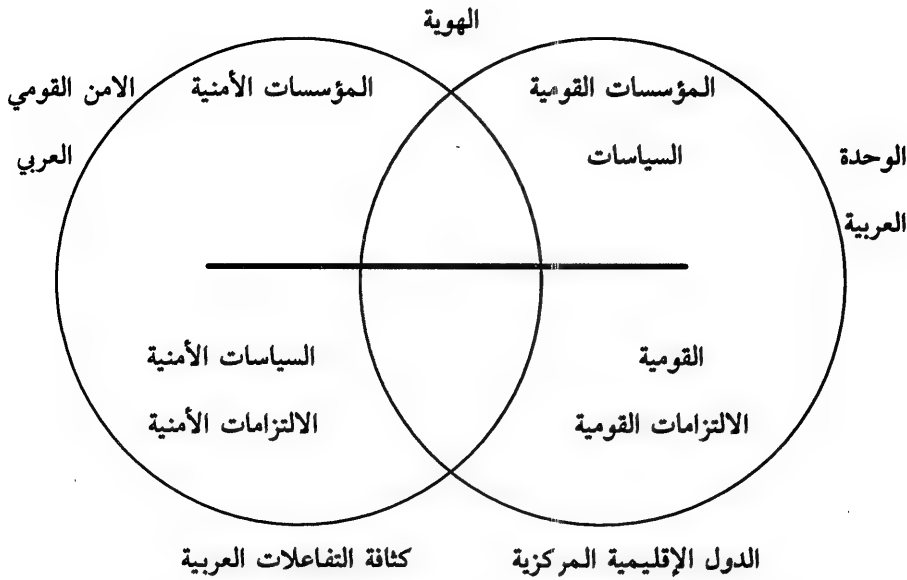 الهوية
المؤسسات القومية
المؤسسات الأمنية
الامن القومي
السياسات
الوحدة
العربي
العربية
القومية
السياسات الأمنية
الالتزامات القومية
الالتزامات الأمنية
الدول الإقليمية المركزية
كثافة التفاعلات العربية